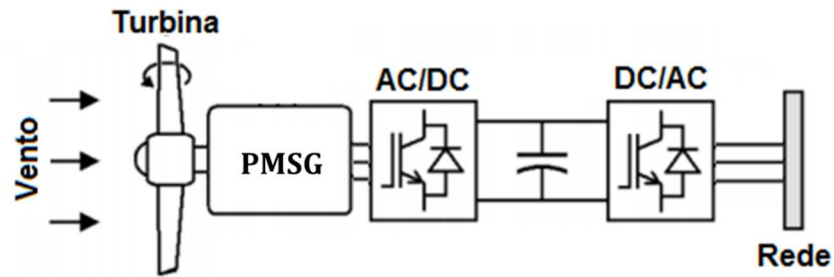 Turbina
AC/DC
DC/AC
Vento
PMSG
Rede